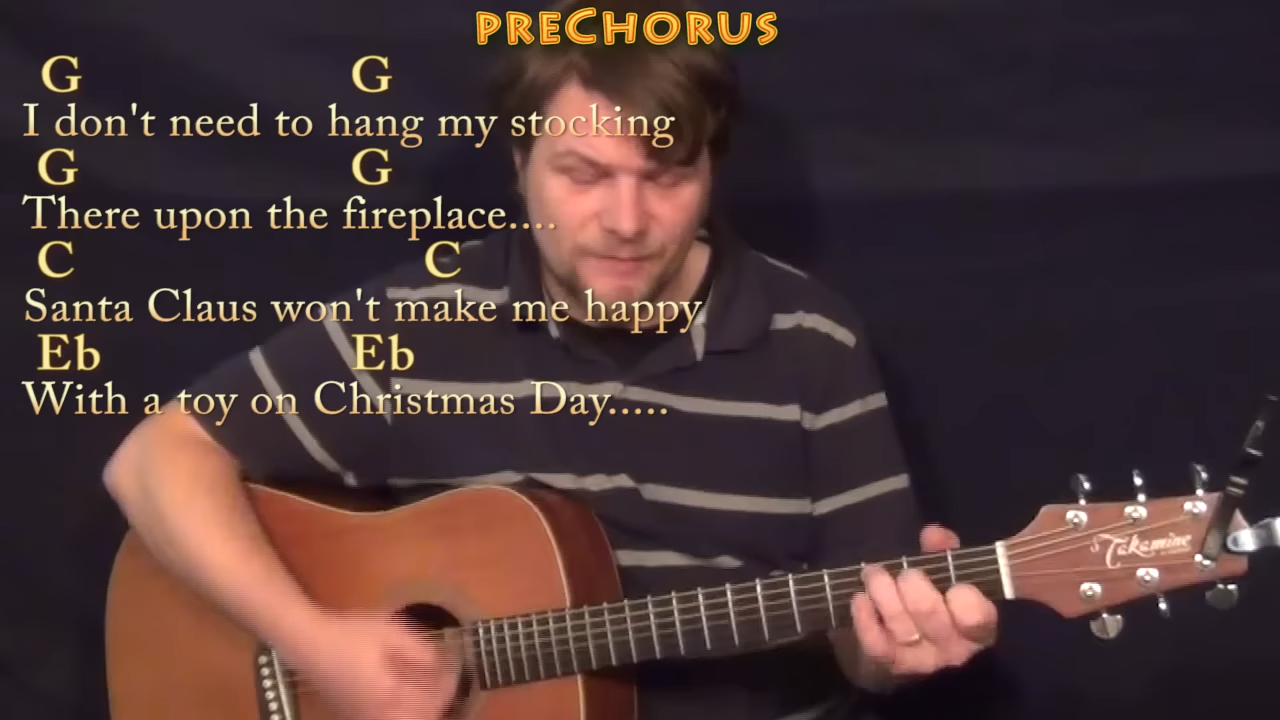 PRECHORUS
G G
I don't need to hang my stocking
G G
There upon the fireplace....
C C
Santa Claus won't make me happy
Eb Eb
With a toy on Christmas Day.....
Takamine